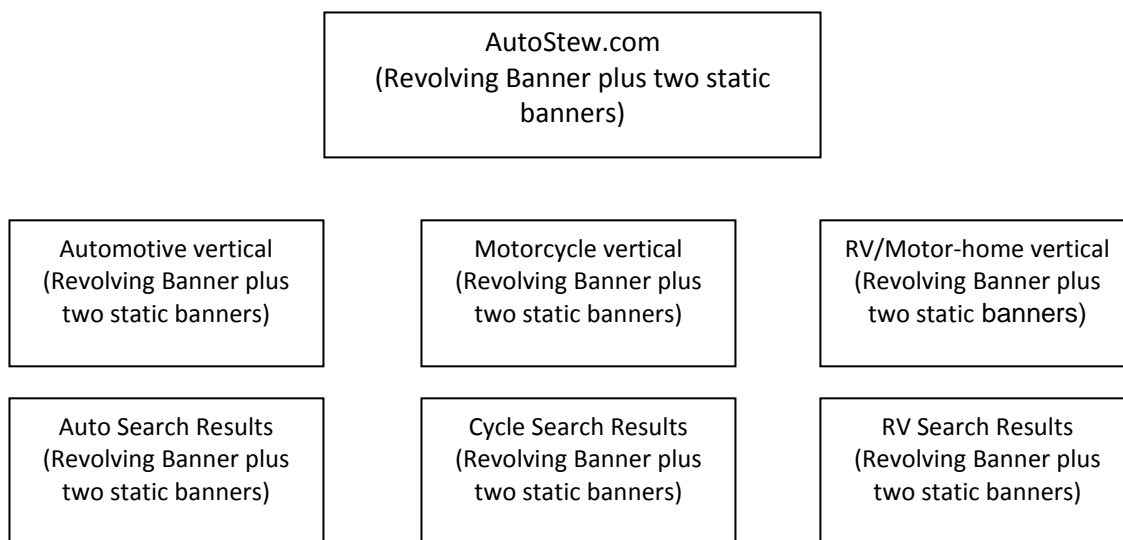 AutoStew.com
(Revolving Banner plus two static
banners)
Automotive vertical
(Revolving Banner plus
two static banners)
Motorcycle vertical
(Revolving Banner plus
two static banners)
RV/Motor-home vertical
(Revolving Banner plus
two static banners)
Auto Search Results
(Revolving Banner plus
two static banners)
Cycle Search Results
(Revolving Banner plus
two static banners)
RV Search Results
(Revolving Banner plus
two static banners)